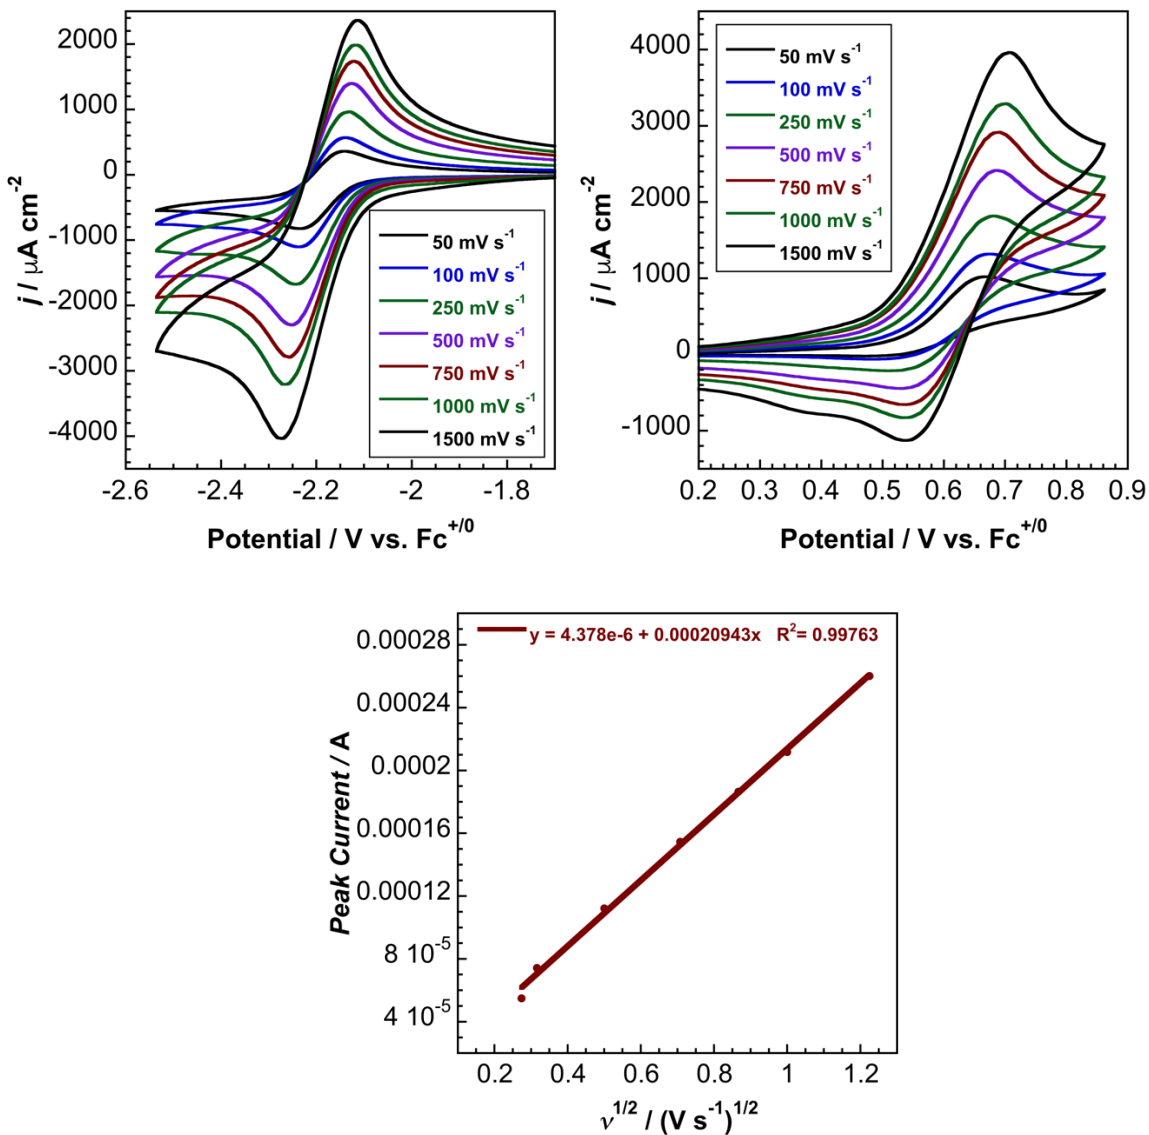 2000
1000
0
-1000
-2000
-3000
-4000
j / μA cm⁻²
50 mV s⁻¹
100 mV s⁻¹
250 mV s⁻¹
500 mV s⁻¹
750 mV s⁻¹
1000 mV s⁻¹
1500 mV s⁻¹
-2.6 -2.4 -2.2 -2 -1.8
Potential / V vs. Fc⁺/⁰
4000
3000
2000
1000
0
-1000
j / μA cm⁻²
50 mV s⁻¹
100 mV s⁻¹
250 mV s⁻¹
500 mV s⁻¹
750 mV s⁻¹
1000 mV s⁻¹
1500 mV s⁻¹
0.2 0.3 0.4 0.5 0.6 0.7 0.8 0.9
Potential / V vs. Fc⁺/⁰
y = 4.378e-6 + 0.00020943x R²= 0.99763
0.00028
0.00024
0.0002
0.00016
0.00012
8 10⁻⁵
4 10⁻⁵
Peak Current / A
0.2 0.4 0.6 0.8 1 1.2
ν¹/² / (V s⁻¹)¹/²